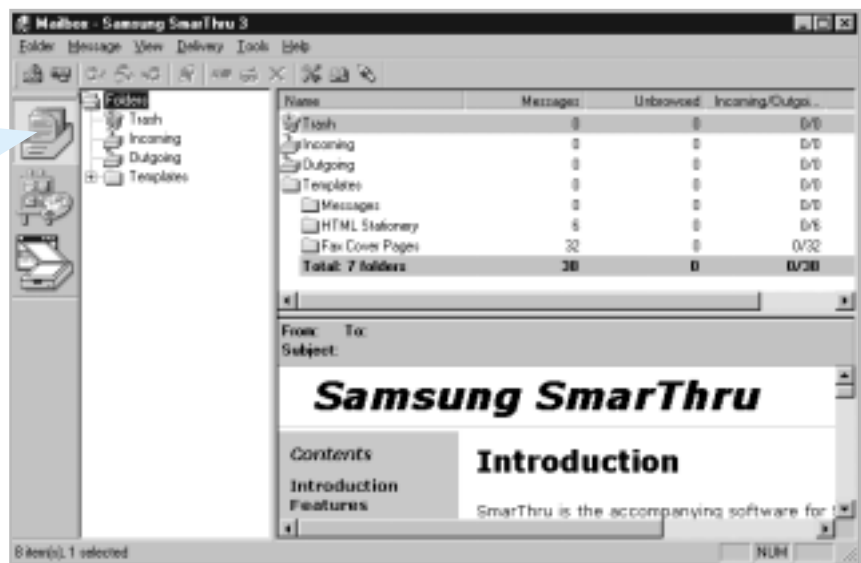 Mailbox - Samsung SmarThru 3
Folder Message View Delivery Tools Help
Folders
Trash
Incoming
Outgoing
Templates
Name Messages Unbrowsed Incoming/Outgoi...
Trash 0 0 0/0
Incoming 0 0 0/0
Outgoing 0 0 0/0
Templates 0 0 0/0
Messages 0 0 0/0
HTML Stationery 6 0 0/6
Fax Cover Pages 32 0 0/32
Total: 7 folders 38 0 0/38
From: To:
Subject:
Samsung SmarThru
Contents
Introduction
Features
Introduction
SmarThru is the accompanying software for
8 item(s), 1 selected
NUM